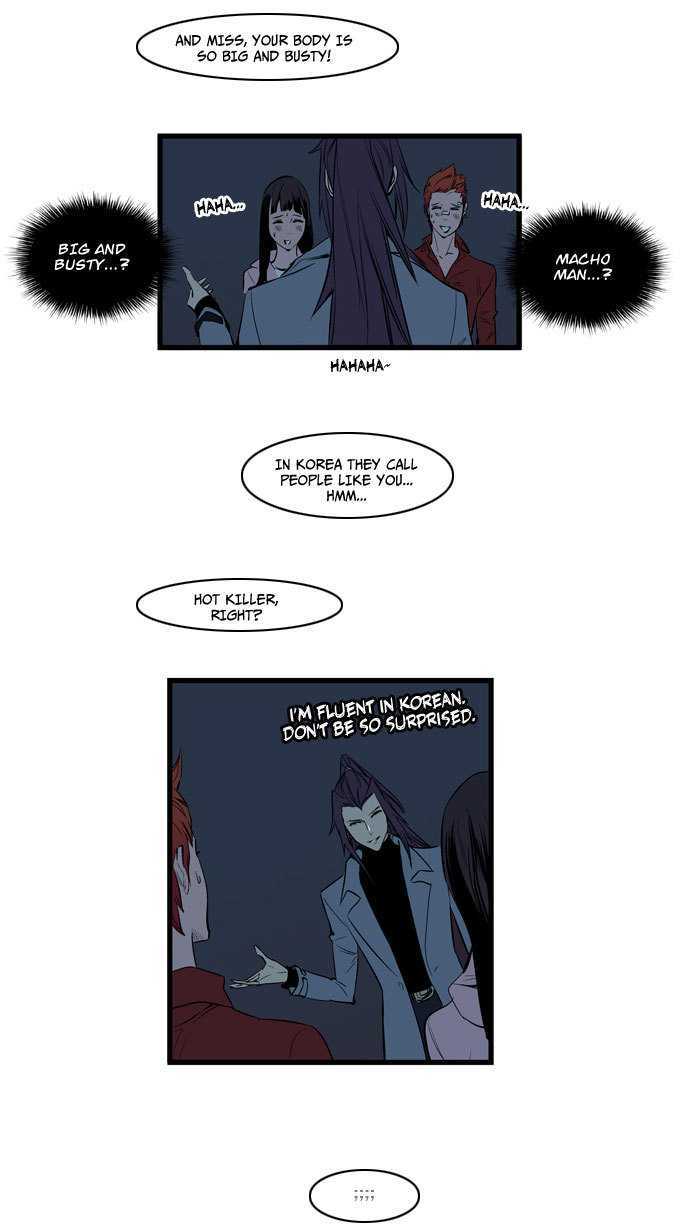 AND MISS, YOUR BODY IS
SO BIG AND BUSTY!
HAHA...
HAHA...
BIG AND
BUSTY...?
MACHO
MAN...?
HAHAHA~
IN KOREA THEY CALL
PEOPLE LIKE YOU...
HMM...
HOT KILLER,
RIGHT?
I'M FLUENT IN KOREAN.
DON'T BE SO SURPRISED.
;;;;